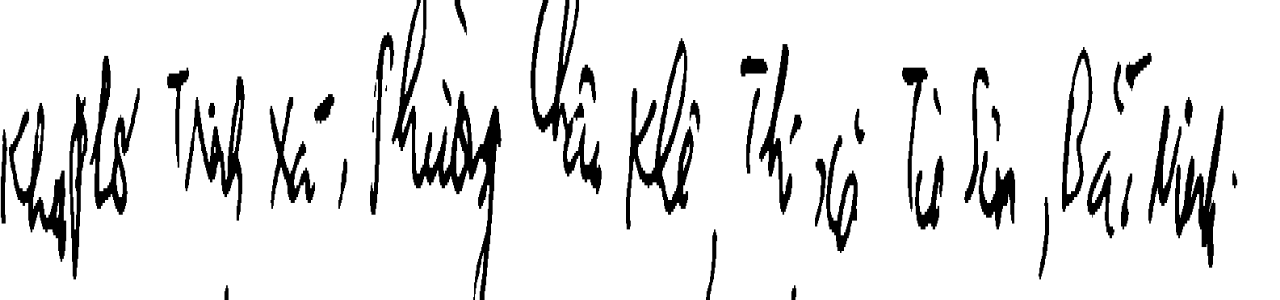 Khu phố Trịnh Xá, Phường Châu Khê, Thị xã Từ Sơn, Bắc Ninh.